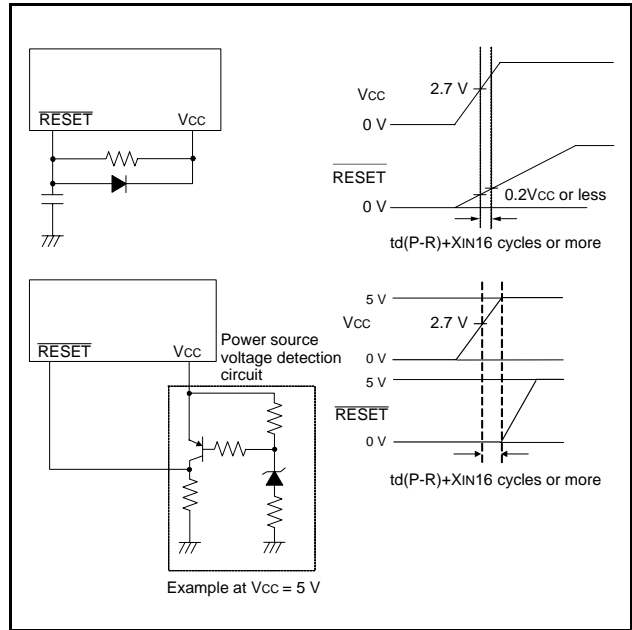 RESET VCC
VCC
2.7 V
0 V
RESET
0 V
0.2VCC or less
td(P-R)+XIN16 cycles or more
RESET VCC
Power source
voltage detection
circuit
Example at VCC = 5 V
5 V
VCC
2.7 V
0 V
5 V
RESET
0 V
td(P-R)+XIN16 cycles or more